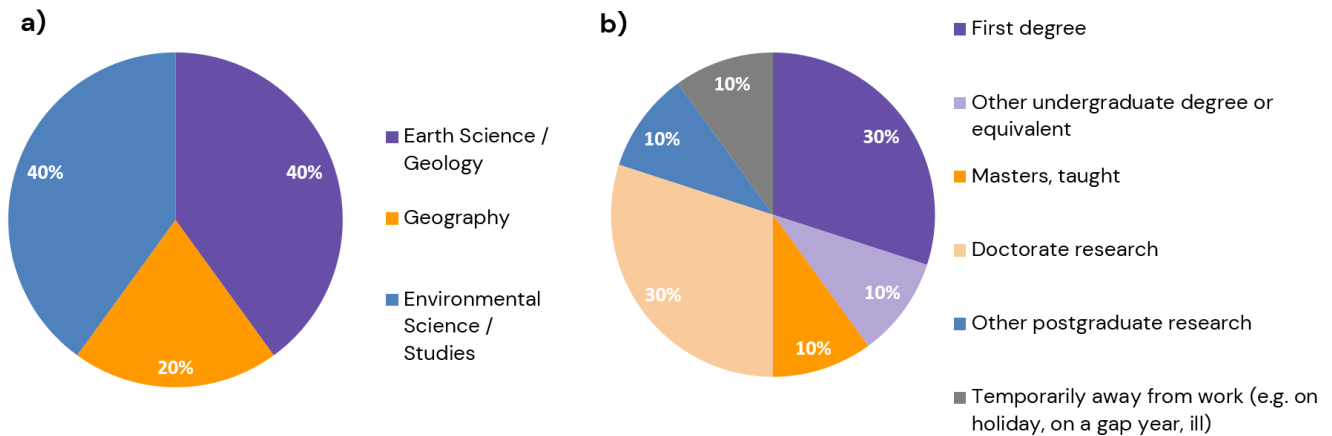 a)
40%
40%
20%
Earth Science /
Geology
Geography
Environmental
Science /
Studies
b)
10%
30%
10%
10%
30%
10%
First degree
Other undergraduate degree or
equivalent
Masters, taught
Doctorate research
Other postgraduate research
Temporarily away from work (e.g. on
holiday, on a gap year, ill)